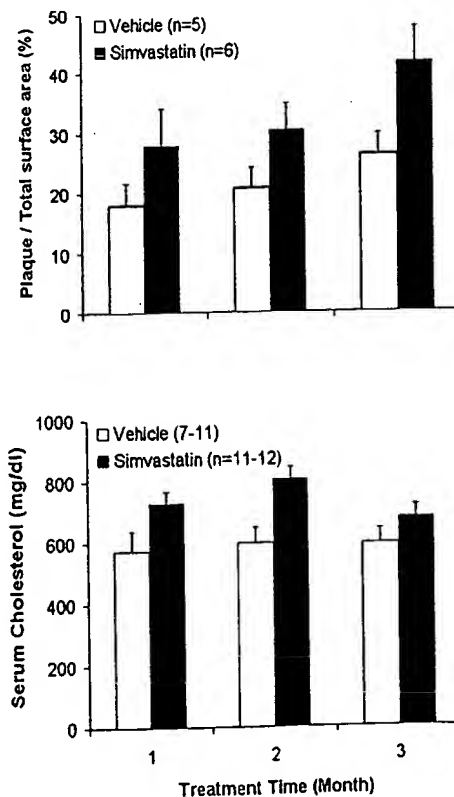 50
40
30
20
10
0
Plaque / Total surface area (%)
Vehicle (n=5)
Simvastatin (n=6)
1000
800
600
400
200
0
Serum Cholesterol (mg/dl)
Vehicle (7-11)
Simvastatin (n=11-12)
1 2 3
Treatment Time (Month)